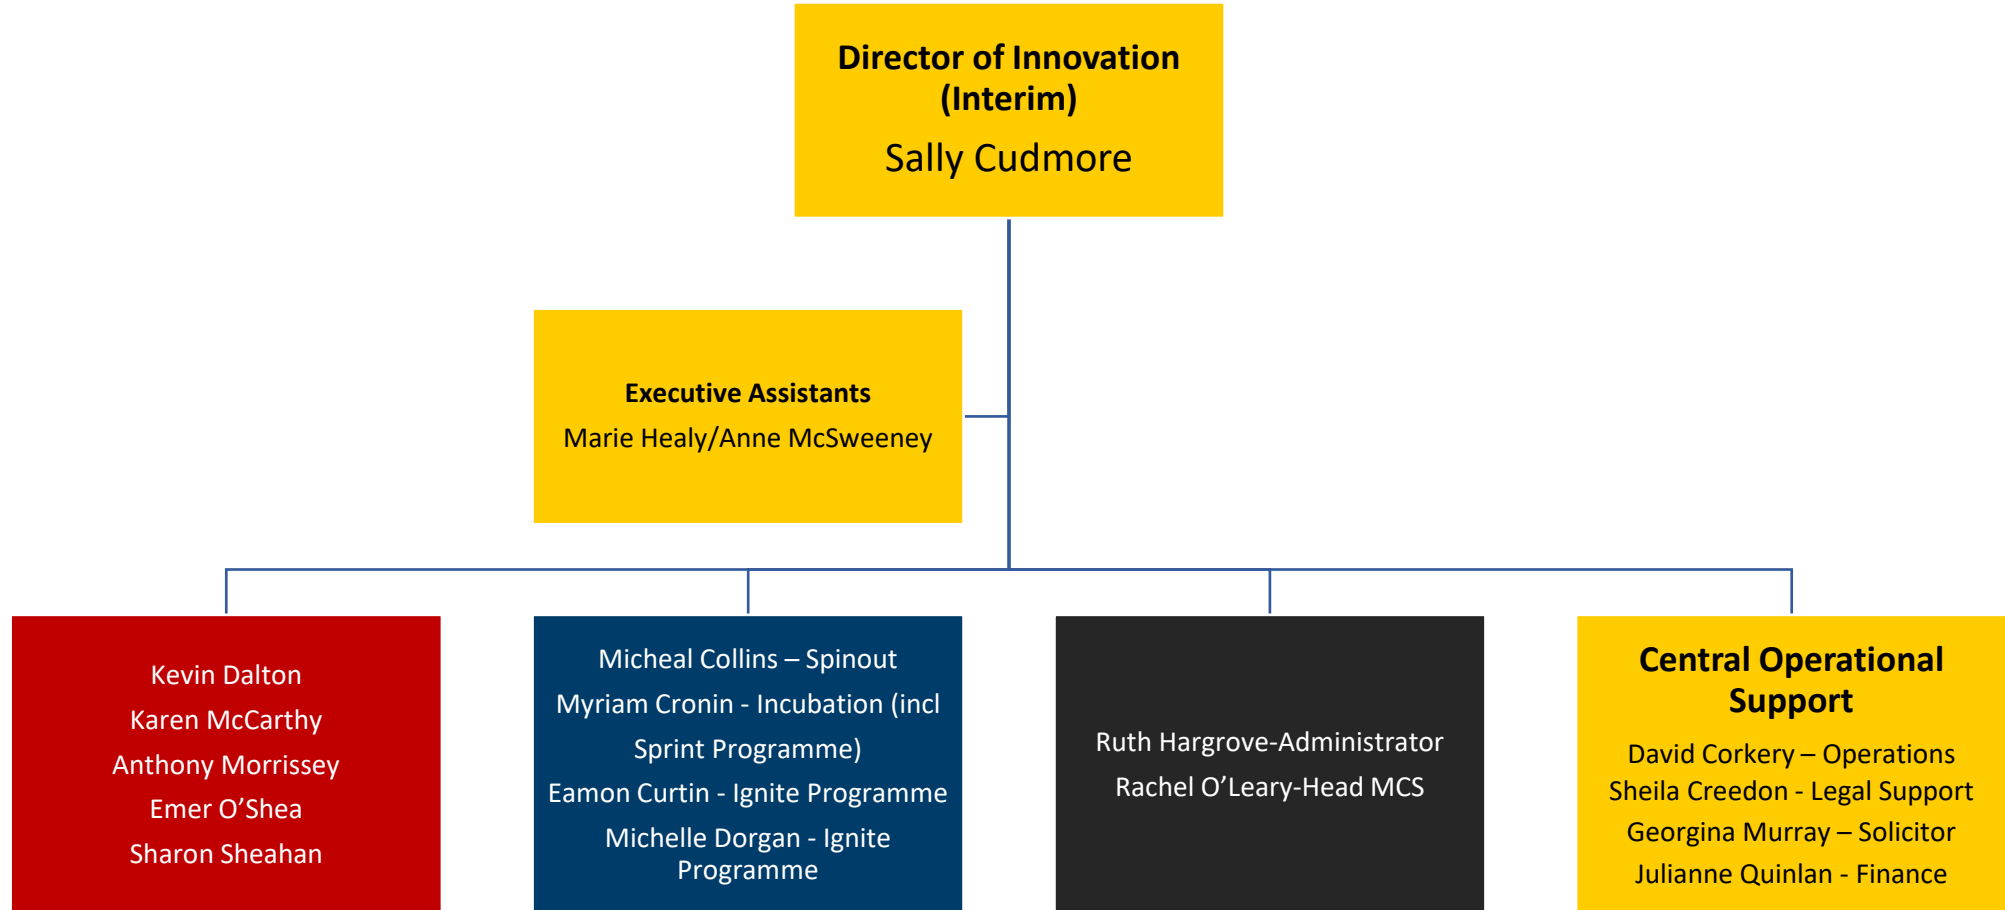 Director of Innovation
(Interim)
Sally Cudmore
Executive Assistants
Marie Healy/Anne McSweeney
Kevin Dalton
Karen McCarthy
Anthony Morrissey
Emer O’Shea
Sharon Sheahan
Micheal Collins – Spinout
Myriam Cronin - Incubation (incl
Sprint Programme)
Eamon Curtin - Ignite Programme
Michelle Dorgan - Ignite
Programme
Ruth Hargrove-Administrator
Rachel O’Leary-Head MCS
Central Operational
Support
David Corkery – Operations
Sheila Creedon - Legal Support
Georgina Murray – Solicitor
Julianne Quinlan - Finance